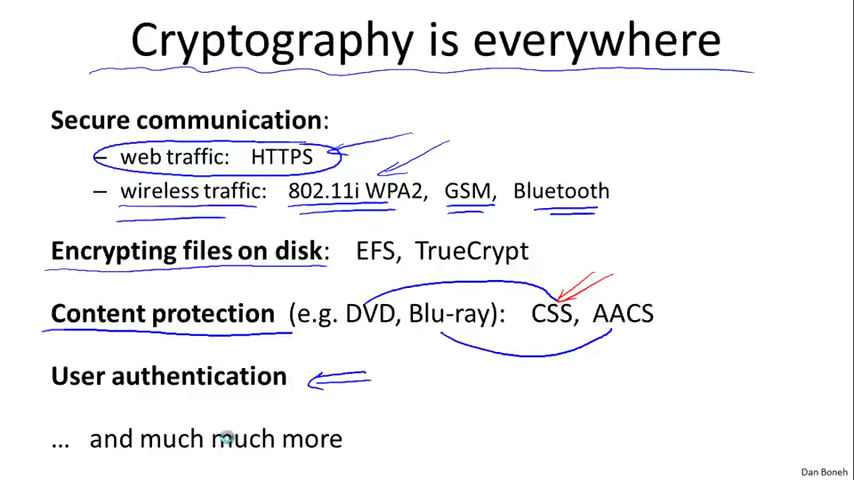 Cryptography is everywhere
Secure communication:
– web traffic: HTTPS
– wireless traffic: 802.11i WPA2, GSM, Bluetooth
Encrypting files on disk: EFS, TrueCrypt
Content protection (e.g. DVD, Blu-ray): CSS, AACS
User authentication
... and much much more
Dan Boneh